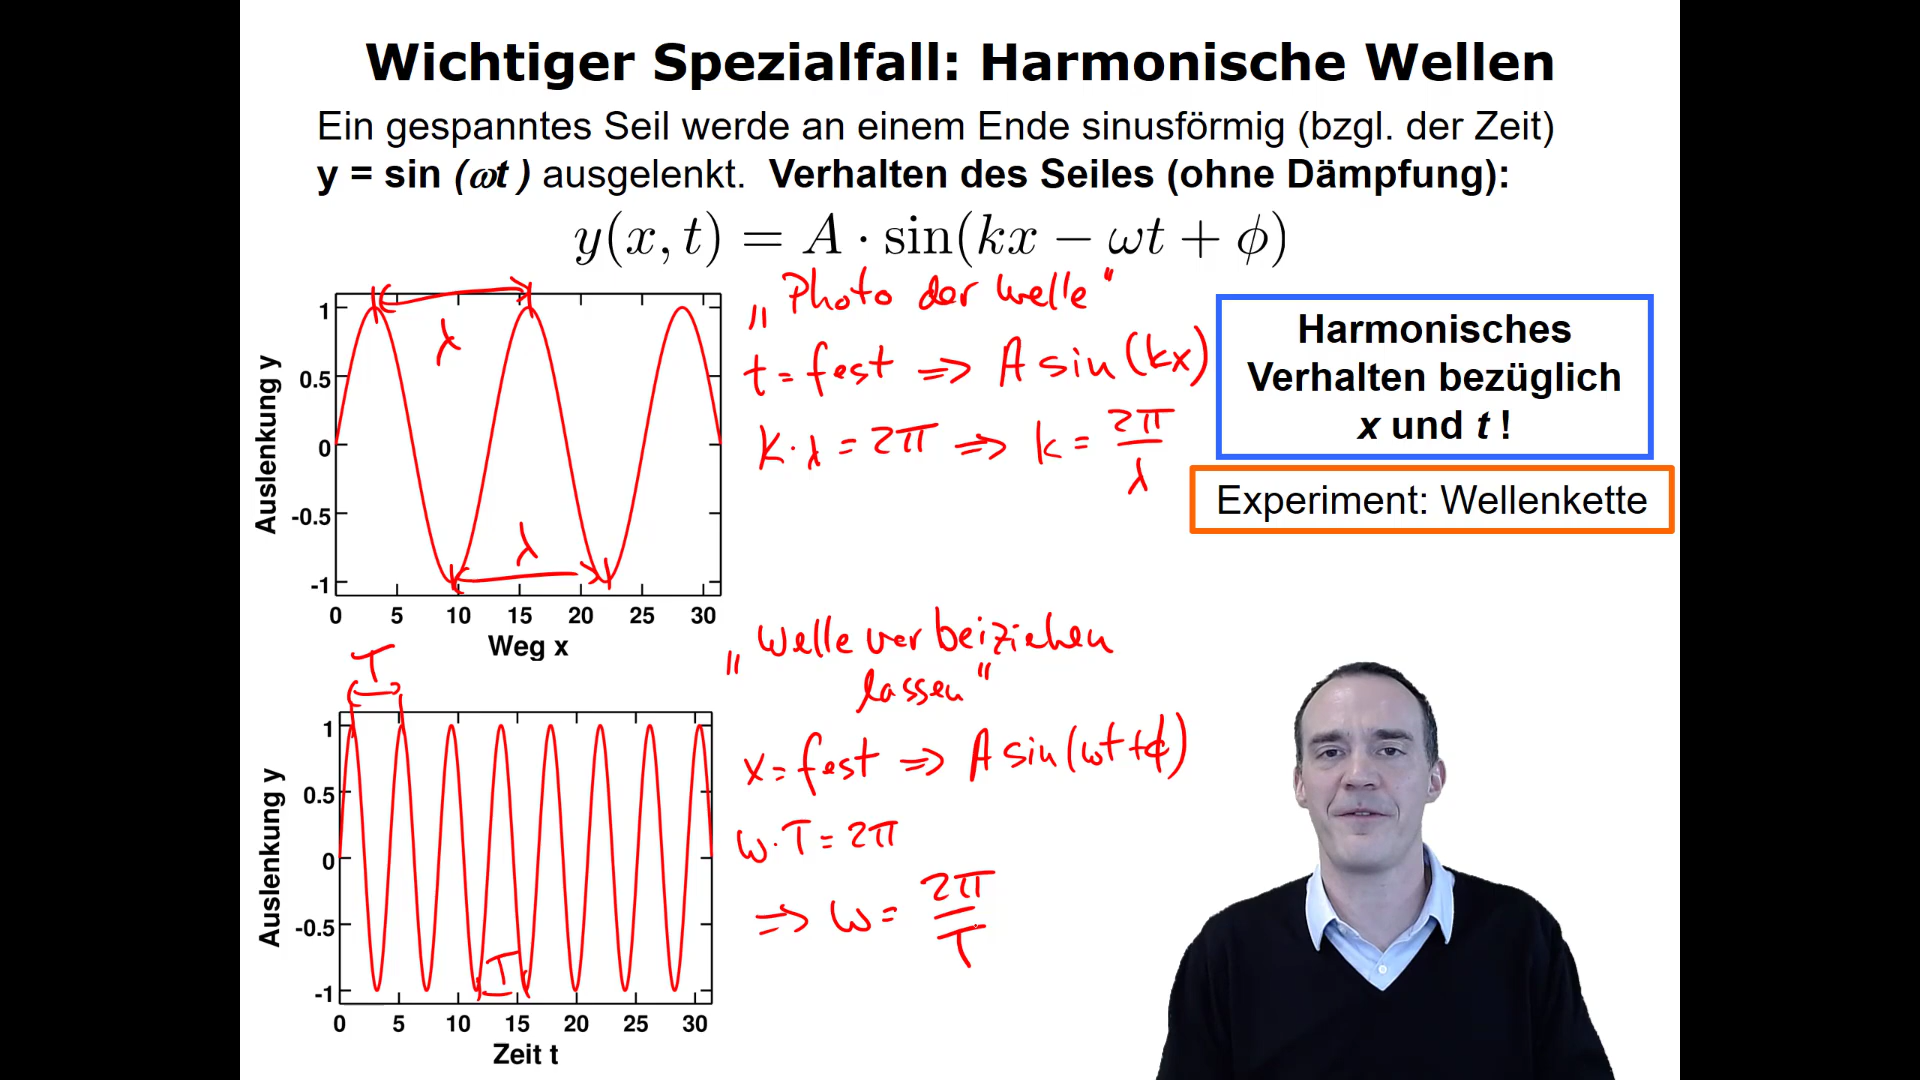 Wichtiger Spezialfall: Harmonische Wellen
Ein gespanntes Seil werde an einem Ende sinusförmig (bzgl. der Zeit)
y = sin (ωt ) ausgelenkt. Verhalten des Seiles (ohne Dämpfung):
y(x, t) = A · sin(kx − ωt + ϕ)
Auslenkung y
1
0.5
0
-0.5
-1
λ
λ
0 5 10 15 20 25 30
Weg x
„Photo der Welle“
t = fest => A sin(kx)
k · λ = 2π => k = 2π/λ
Harmonisches
Verhalten bezüglich
x und t !
Experiment: Wellenkette
T
Auslenkung y
1
0.5
0
-0.5
-1
T
0 5 10 15 20 25 30
Zeit t
„Welle vorbeiziehen
lassen“
x = fest => A sin(ωt+ϕ)
ω · T = 2π
=> ω = 2π/T